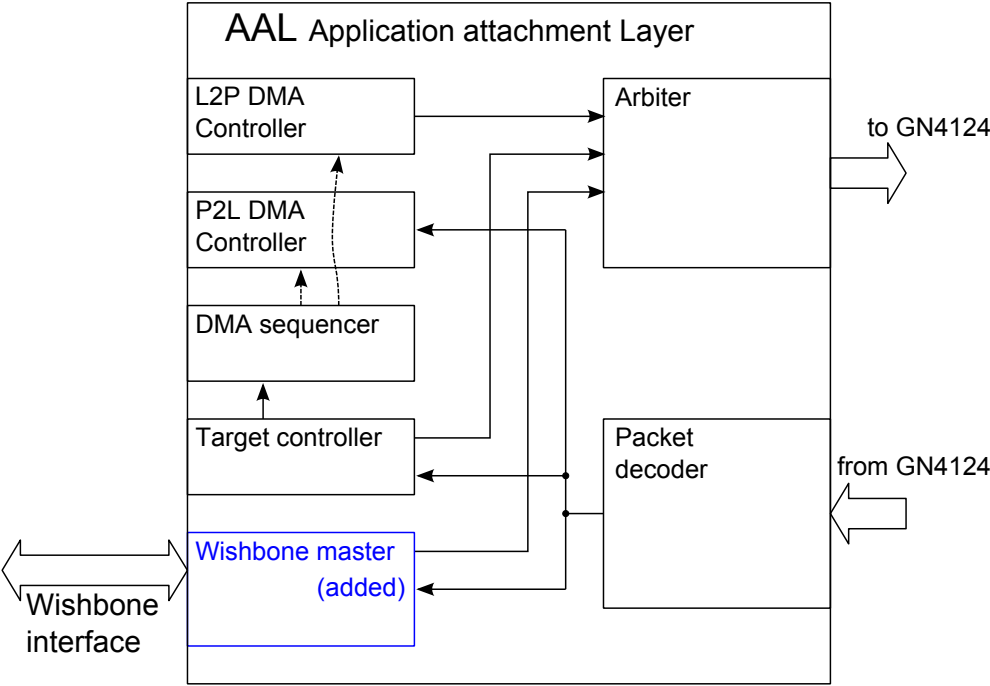 AAL Application attachment Layer
L2P DMA
Controller
Arbiter
to GN4124
P2L DMA
Controller
DMA sequencer
Target controller
Packet
decoder
from GN4124
Wishbone master
(added)
Wishbone
interface